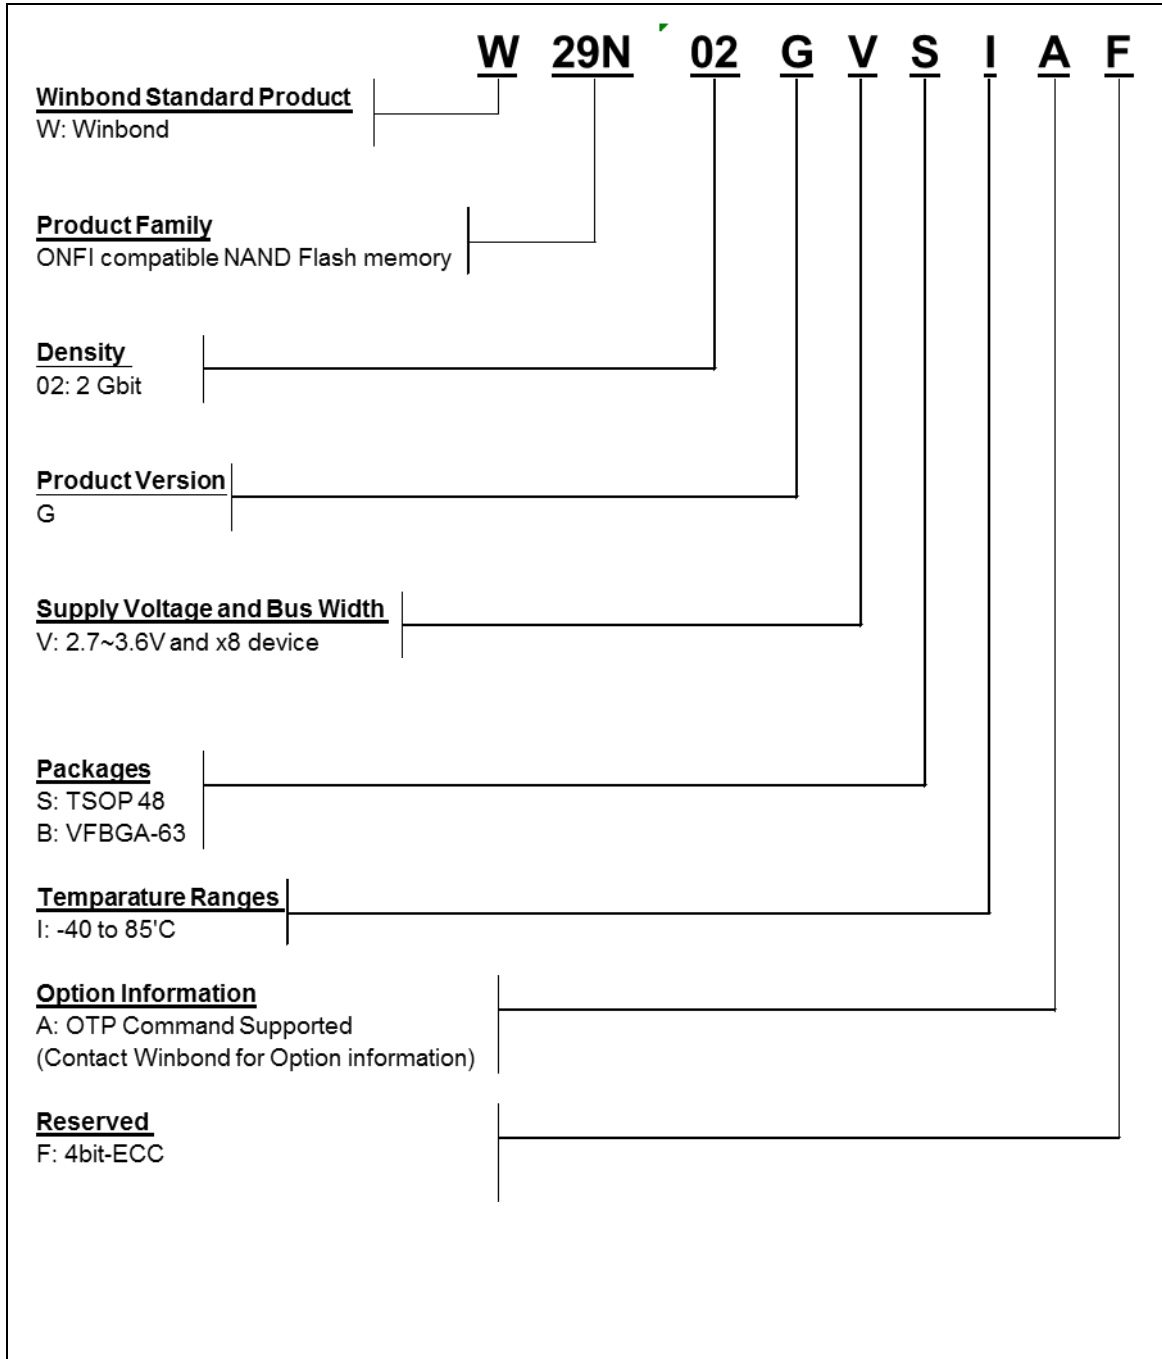 W 29N 02 G V S I A F
Winbond Standard Product
W: Winbond
Product Family
ONFI compatible NAND Flash memory
Density
02: 2 Gbit
Product Version
G
Supply Voltage and Bus Width
V: 2.7~3.6V and x8 device
Packages
S: TSOP 48
B: VFBGA-63
Temparature Ranges
I: -40 to 85'C
Option Information
A: OTP Command Supported
(Contact Winbond for Option information)
Reserved
F: 4bit-ECC